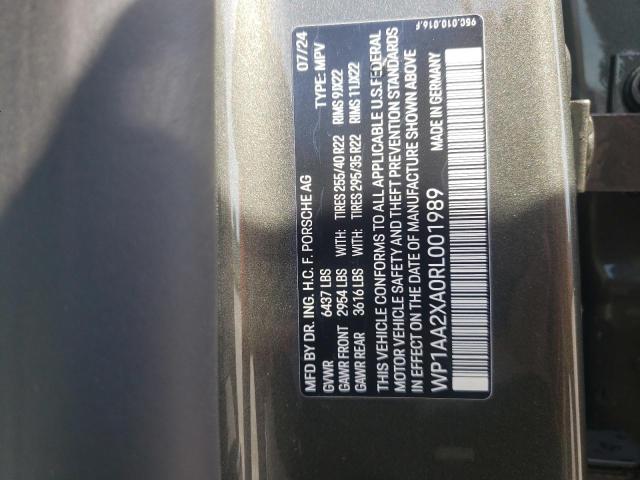 MFD BY DR. ING. H.C. F. PORSCHE AG 07/24
GVWR 6437 LBS TYPE: MPV
GAWR FRONT 2954 LBS WITH: TIRES 255/40 R22 RIMS 9JX22
GAWR REAR 3616 LBS WITH: TIRES 295/35 R22 RIMS 11JX22
THIS VEHICLE CONFORMS TO ALL APPLICABLE U.S. FEDERAL
MOTOR VEHICLE SAFETY AND THEFT PREVENTION STANDARDS
IN EFFECT ON THE DATE OF MANUFACTURE SHOWN ABOVE
WP1AA2XA0RL001989 MADE IN GERMANY
95C.010.016.F